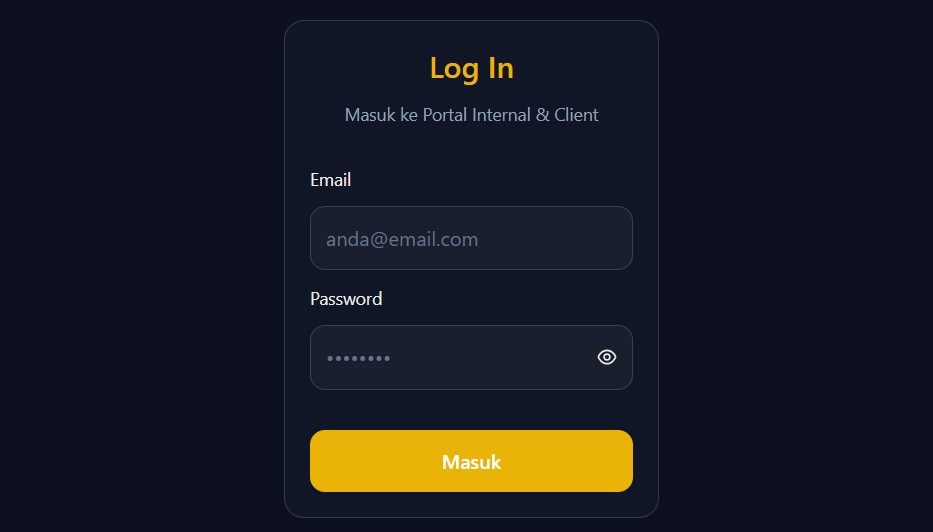 Log In
Masuk ke Portal Internal & Client
Email
anda@email.com
Password
••••••••
Masuk